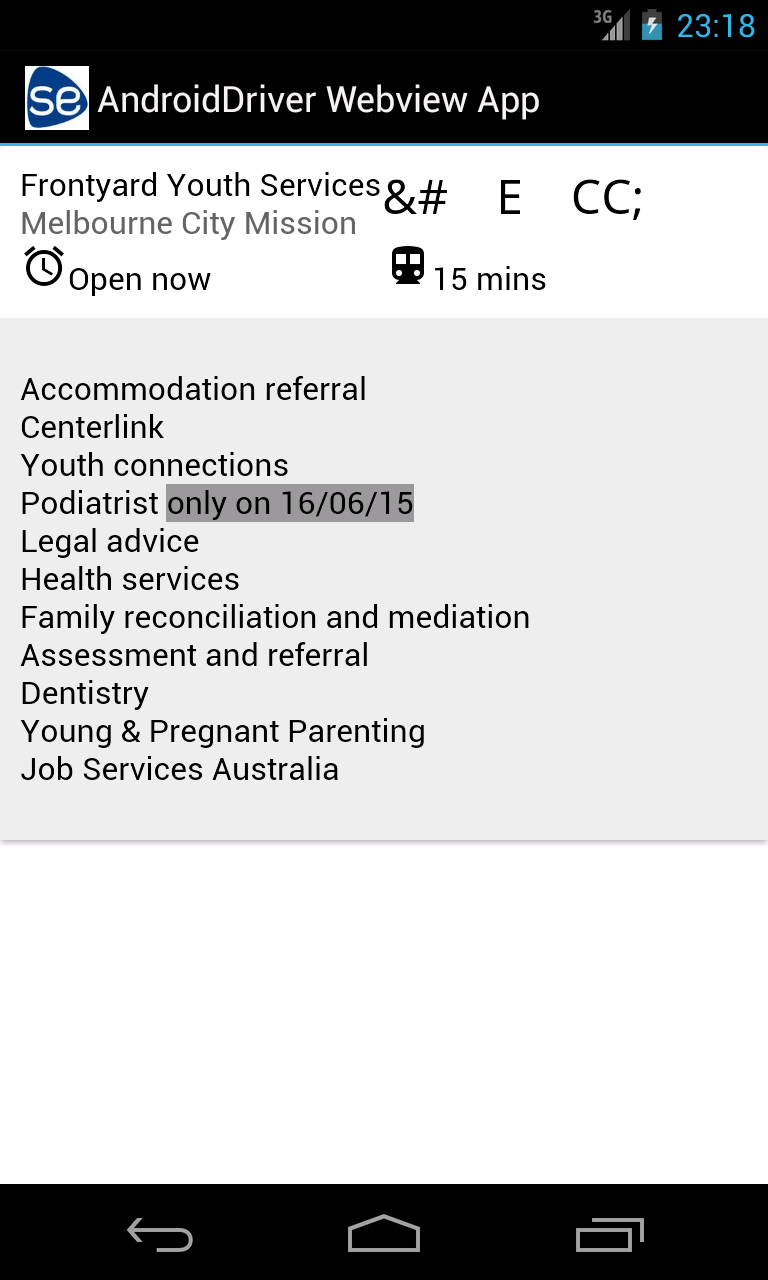 3G 23:18
se AndroidDriver Webview App
Frontyard Youth Services &# E CC;
Melbourne City Mission
Open now 15 mins
Accommodation referral
Centerlink
Youth connections
Podiatrist only on 16/06/15
Legal advice
Health services
Family reconciliation and mediation
Assessment and referral
Dentistry
Young & Pregnant Parenting
Job Services Australia